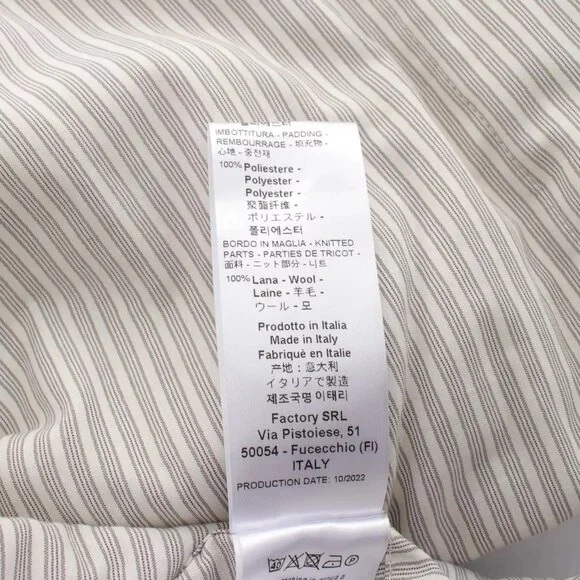 IMBOTTITURA - PADDING -
REMBOURRAGE - 填充物 -
心地 - 충전재
100% Poliestere -
Polyester -
Polyester -
聚酯纤维 -
ポリエステル -
폴리에스터
BORDO IN MAGLIA - KNITTED
PARTS - PARTIES DE TRICOT -
面料 - ニット部分 - 니트
100% Lana - Wool -
Laine - 羊毛 -
ウール - 모
Prodotto in Italia
Made in Italy
Fabriqué en Italie
产地：意大利
イタリアで製造
제조국명 이태리
Factory SRL
Via Pistoiese, 51
50054 - Fucecchio (FI)
ITALY
PRODUCTION DATE: 10/2022